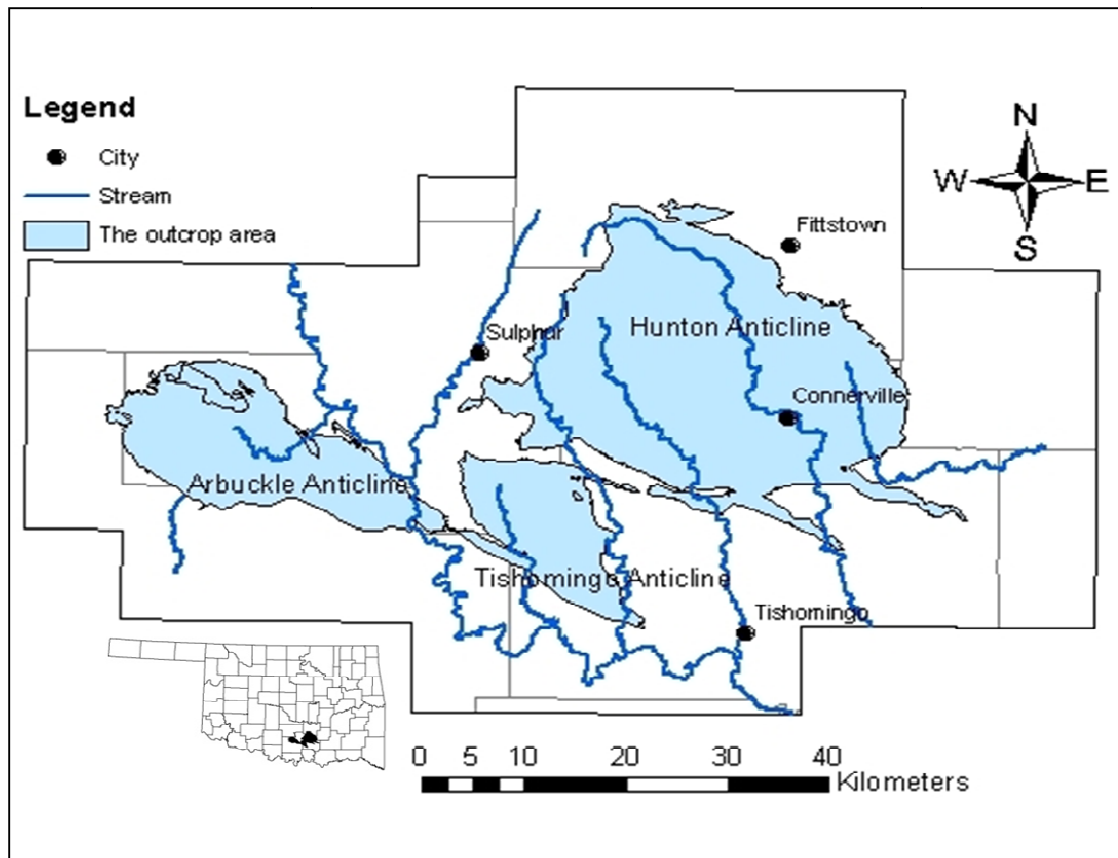 Legend
City
Stream
The outcrop area
N
W E
S
Fittstown
Hunton Anticline
Sulphur
Connerville
Arbuckle Anticline
Tishomingo Anticline
Tishomingo
0 5 10 20 30 40
Kilometers